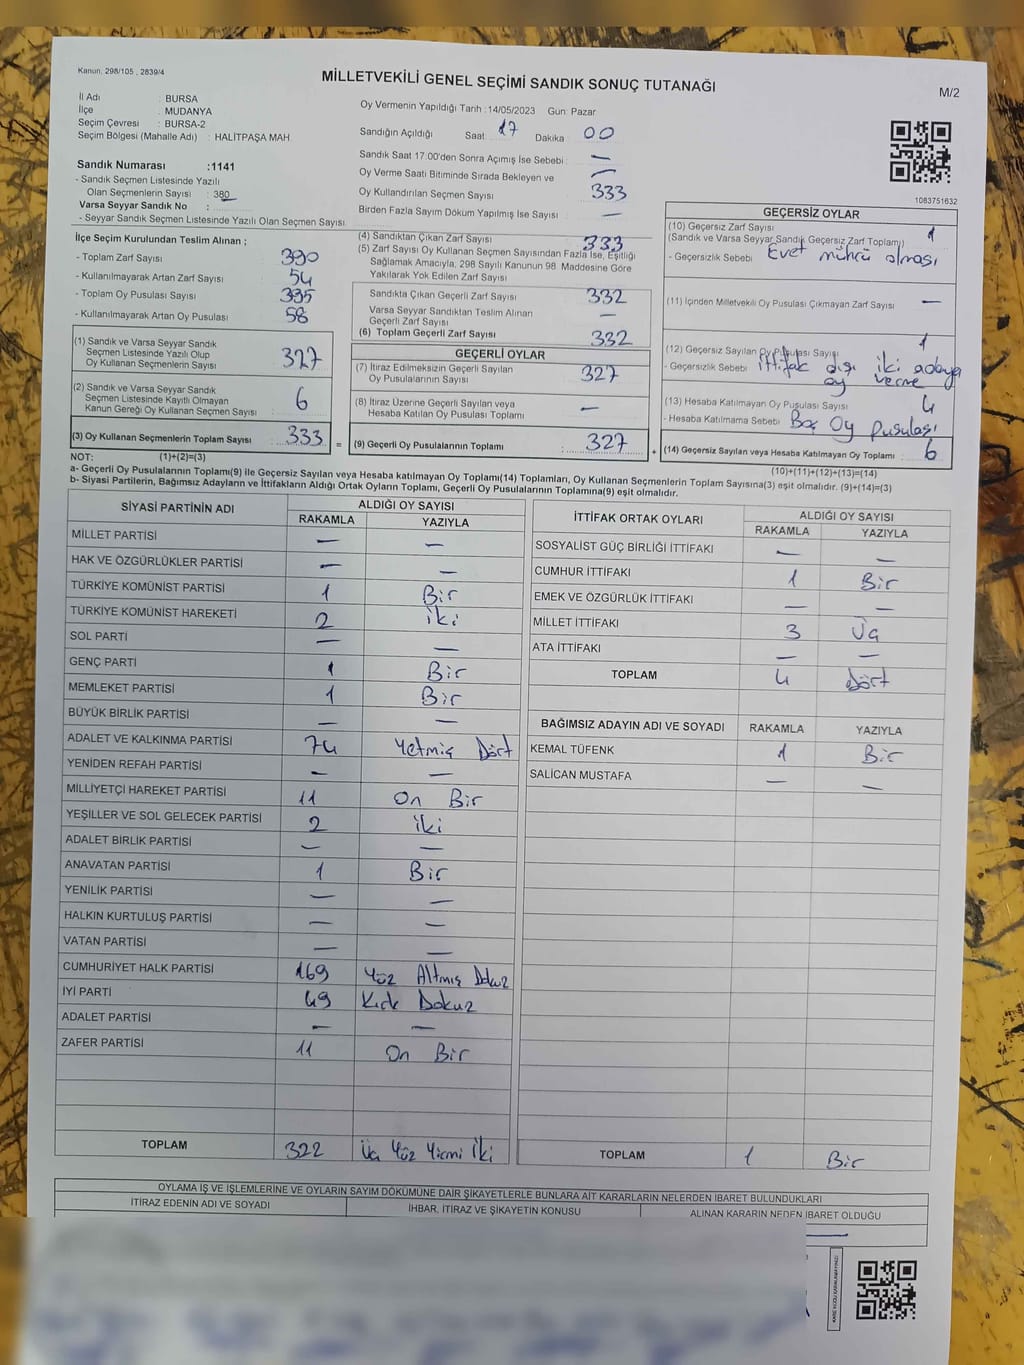 Kanun, 298/105 , 2839/4
MİLLETVEKİLİ GENEL SEÇİMİ SANDIK SONUÇ TUTANAĞI
M/2
İl Adı : BURSA
İlçe : MUDANYA
Seçim Çevresi : BURSA-2
Seçim Bölgesi (Mahalle Adı) : HALİTPAŞA MAH.
Sandık Numarası :1141
- Sandık Seçmen Listesinde Yazılı
Olan Seçmenlerin Sayısı : 380
Varsa Seyyar Sandık No :
- Seyyar Sandık Seçmen Listesinde Yazılı Olan Seçmen Sayısı
Oy Vermenin Yapıldığı Tarih :14/05/2023 Gün: Pazar
Sandığın Açıldığı Saat: 17 Dakika : 00
Sandık Saat 17:00'den Sonra Açımış İse Sebebi : —
Oy Verme Saati Bitiminde Sırada Bekleyen ve —
Oy Kullandırılan Seçmen Sayısı 333
Birden Fazla Sayım Döküm Yapılmış İse Sayısı —
1083751632
İlçe Seçim Kurulundan Teslim Alınan ;
- Toplam Zarf Sayısı 390
- Kullanılmayarak Artan Zarf Sayısı 54
- Toplam Oy Pusulası Sayısı 395
- Kullanılmayarak Artan Oy Pusulası 58
(1) Sandık ve Varsa Seyyar Sandık
Seçmen Listesinde Yazılı Olup
Oy Kullanan Seçmenlerin Sayısı 327
(2) Sandık ve Varsa Seyyar Sandık
Seçmen Listesinde Kayıtlı Olmayan
Kanun Gereği Oy Kullanan Seçmen Sayısı : 6
(3) Oy Kullanan Seçmenlerin Toplam Sayısı : 333 =
(4) Sandıktan Çıkan Zarf Sayısı 333
(5) Zarf Sayısı Oy Kullanan Seçmen Sayısından Fazla İse, Eşitliği
Sağlamak Amacıyla, 298 Sayılı Kanunun 98. Maddesine Göre
Yakılarak Yok Edilen Zarf Sayısı
Sandıkta Çıkan Geçerli Zarf Sayısı 332
Varsa Seyyar Sandıktan Teslim Alınan
Geçerli Zarf Sayısı
(6) Toplam Geçerli Zarf Sayısı 332
GEÇERLİ OYLAR
(7) İtiraz Edilmeksizin Geçerli Sayılan
Oy Pusulalarının Sayısı 327
(8) İtiraz Üzerine Geçerli Sayılan veya
Hesaba Katılan Oy Pusulası Toplamı —
(9) Geçerli Oy Pusulalarının Toplamı : 327 +
GEÇERSİZ OYLAR
(10) Geçersiz Zarf Sayısı
(Sandık ve Varsa Seyyar Sandık Geçersiz Zarf Toplamı) 1
- Geçersizlik Sebebi Evet mührü olması
(11) İçinden Milletvekili Oy Pusulası Çıkmayan Zarf Sayısı —
(12) Geçersiz Sayılan Oy Pusulası Sayısı 1
- Geçersizlik Sebebi ittifak dışı iki adaya
oy verme
(13) Hesaba Katılmayan Oy Pusulası Sayısı 4
- Hesaba Katılmama Sebebi Boş Oy Pusulası
(14) Geçersiz Sayılan veya Hesaba Katılmayan Oy Toplamı : 6
(10)+(11)+(12)+(13)=(14)
NOT: (1)+(2)=(3)
a- Geçerli Oy Pusulalarının Toplamı(9) ile Geçersiz Sayılan veya Hesaba katılmayan Oy Toplamı(14) Toplamları, Oy Kullanan Seçmenlerin Toplam Sayısına(3) eşit olmalıdır. (9)+(14)=(3)
b- Siyasi Partilerin, Bağımsız Adayların ve İttifakların Aldığı Ortak Oyların Toplamı, Geçerli Oy Pusulalarının Toplamına(9) eşit olmalıdır.
SİYASİ PARTİNİN ADI ALDIĞI OY SAYISI
RAKAMLA YAZIYLA
MİLLET PARTİSİ — —
HAK VE ÖZGÜRLÜKLER PARTİSİ — —
TÜRKİYE KOMÜNİST PARTİSİ 1 Bir
TÜRKİYE KOMÜNİST HAREKETİ 2 iki
SOL PARTİ — —
GENÇ PARTİ 1 Bir
MEMLEKET PARTİSİ 1 Bir
BÜYÜK BİRLİK PARTİSİ — —
ADALET VE KALKINMA PARTİSİ 74 Yetmiş Dört
YENİDEN REFAH PARTİSİ — —
MİLLİYETÇİ HAREKET PARTİSİ 11 On Bir
YEŞİLLER VE SOL GELECEK PARTİSİ 2 iki
ADALET BİRLİK PARTİSİ — —
ANAVATAN PARTİSİ 1 Bir
YENİLİK PARTİSİ — —
HALKIN KURTULUŞ PARTİSİ — —
VATAN PARTİSİ — —
CUMHURİYET HALK PARTİSİ 169 Yüz Altmış Dokuz
İYİ PARTİ 49 Kırk Dokuz
ADALET PARTİSİ — —
ZAFER PARTİSİ 11 On Bir
TOPLAM 322 Üç Yüz Yirmi İki
İTTİFAK ORTAK OYLARI ALDIĞI OY SAYISI
RAKAMLA YAZIYLA
SOSYALİST GÜÇ BİRLİĞİ İTTİFAKI — —
CUMHUR İTTİFAKI 1 Bir
EMEK VE ÖZGÜRLÜK İTTİFAKI — —
MİLLET İTTİFAKI 3 Üç
ATA İTTİFAKI — —
TOPLAM 4 Dört
BAĞIMSIZ ADAYIN ADI VE SOYADI RAKAMLA YAZIYLA
KEMAL TÜFENK 1 Bir
SALİCAN MUSTAFA — —
TOPLAM 1 Bir
OYLAMA İŞ VE İŞLEMLERİNE VE OYLARIN SAYIM DÖKÜMÜNE DAİR ŞİKAYETLERLE BUNLARA AİT KARARLARIN NELERDEN İBARET BULUNDUKLARI
İTİRAZ EDENİN ADI VE SOYADI İHBAR, İTİRAZ VE ŞİKAYETİN KONUSU ALINAN KARARIN NEDEN İBARET OLDUĞU